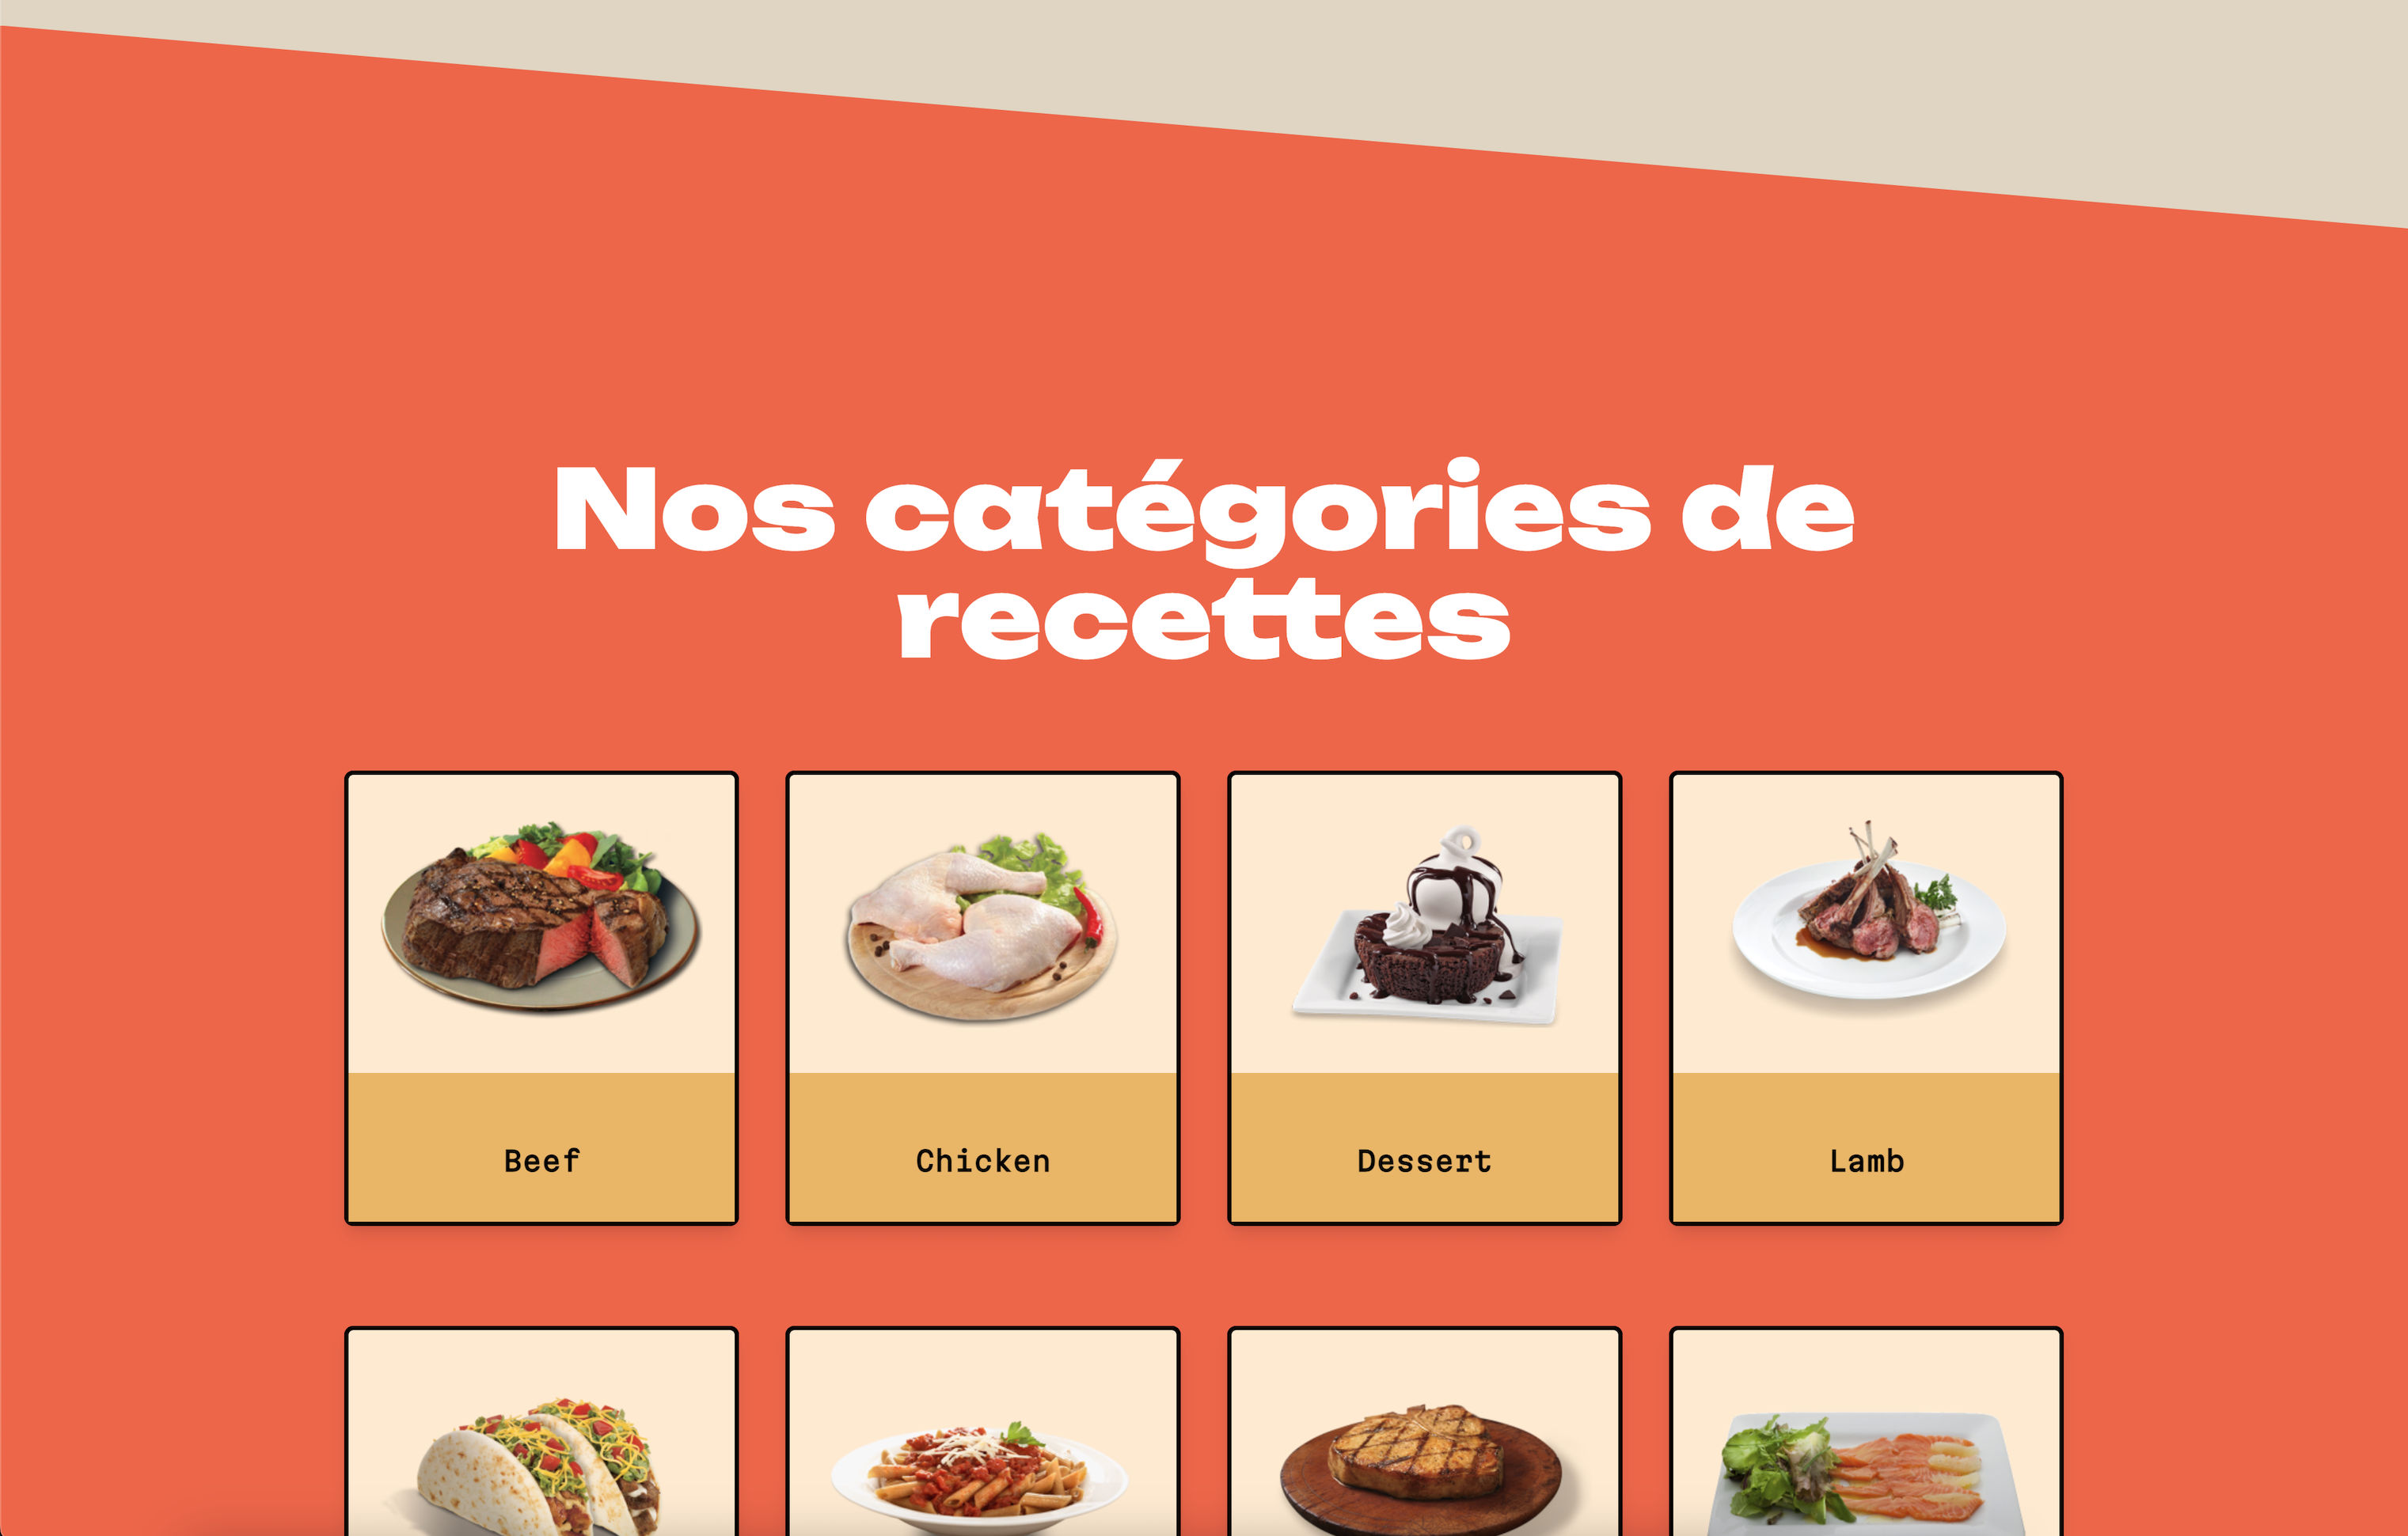 Nos catégories de
recettes
Beef
Chicken
Dessert
Lamb